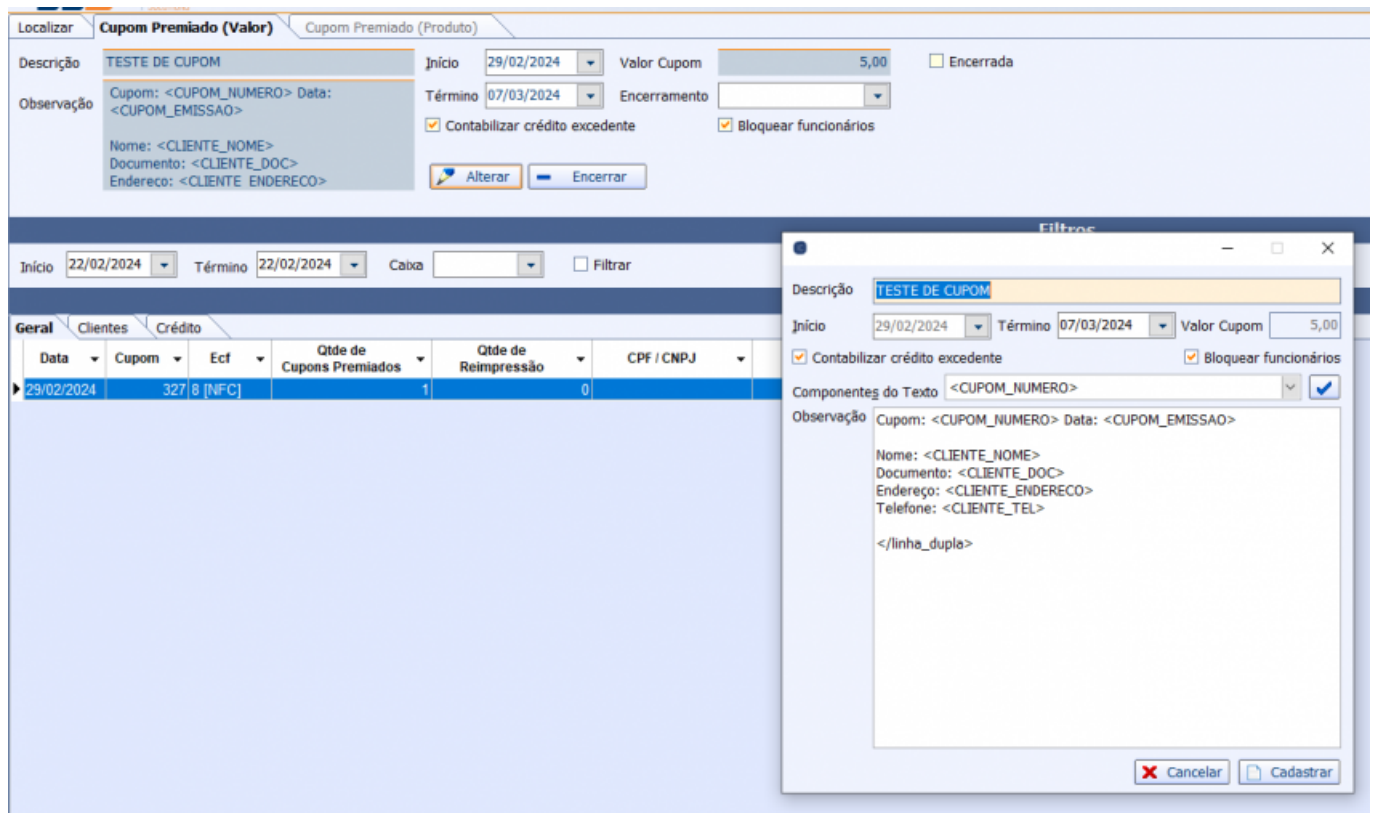 Localizar Cupom Premiado (Valor) Cupom Premiado (Produto)
Descrição TESTE DE CUPOM Início 29/02/2024 Valor Cupom 5,00 Encerrada
Observação Cupom: <CUPOM_NUMERO> Data:
<CUPOM_EMISSAO>
Nome: <CLIENTE_NOME>
Documento: <CLIENTE_DOC>
Endereco: <CLIENTE ENDERECO>
Término 07/03/2024 Encerramento
Contabilizar crédito excedente Bloquear funcionários
Alterar Encerrar
Filtros
Início 22/02/2024 Término 22/02/2024 Caixa Filtrar
Geral Clientes Crédito
Data Cupom Ecf Qtde de Cupons Premiados Qtde de Reimpressão CPF / CNPJ
29/02/2024 327 8 [NFC] 1 0
Descrição TESTE DE CUPOM
Início 29/02/2024 Término 07/03/2024 Valor Cupom 5,00
Contabilizar crédito excedente Bloquear funcionários
Componentes do Texto <CUPOM_NUMERO>
Observação Cupom: <CUPOM_NUMERO> Data: <CUPOM_EMISSAO>
Nome: <CLIENTE_NOME>
Documento: <CLIENTE_DOC>
Endereço: <CLIENTE_ENDERECO>
Telefone: <CLIENTE_TEL>
</linha_dupla>
Cancelar Cadastrar